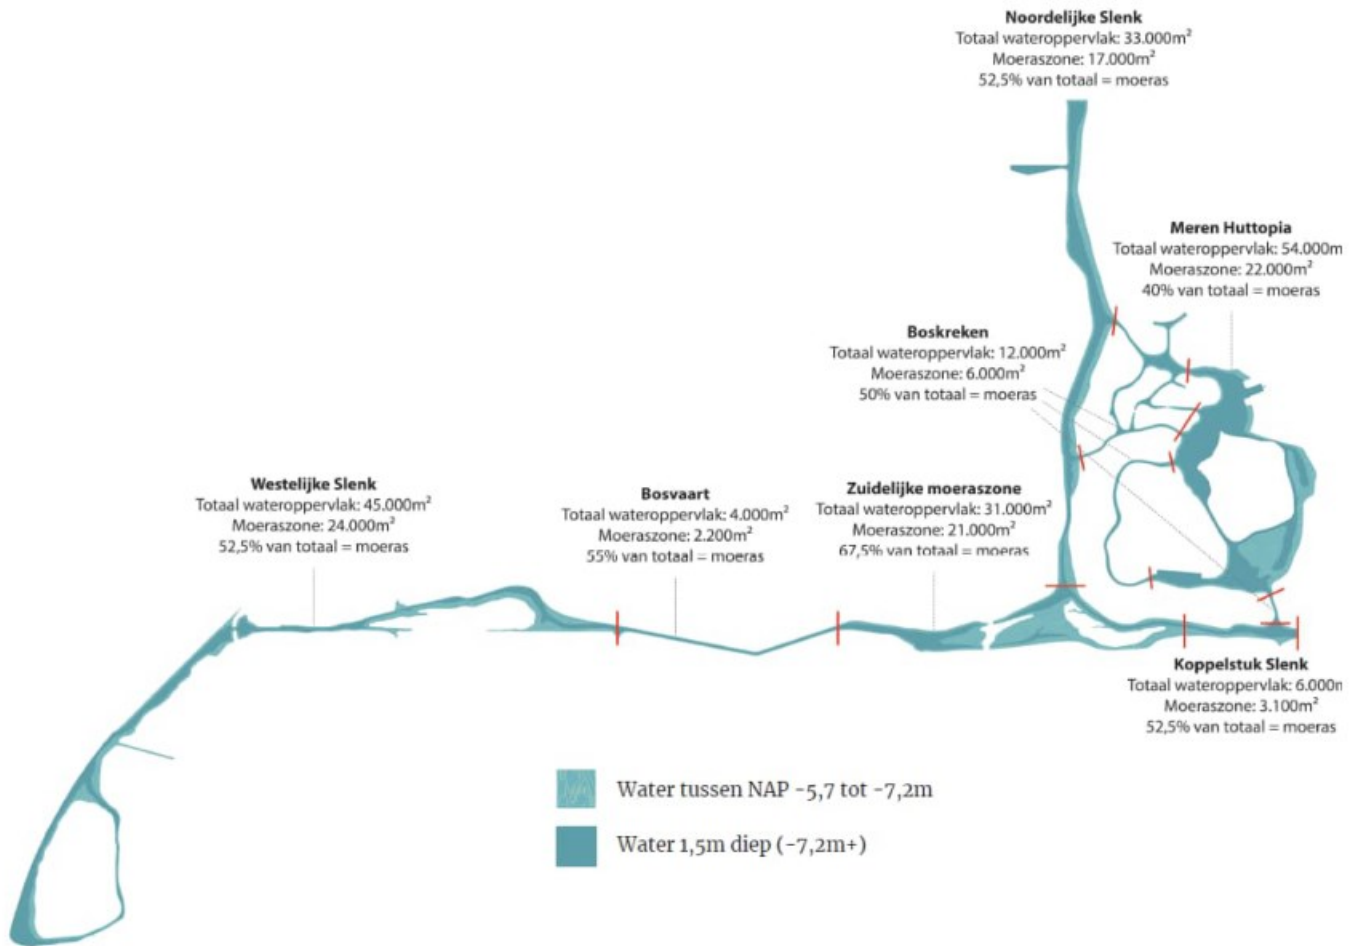 Noordelijke Slenk
Totaal wateroppervlak: 33.000m²
Moeraszone: 17.000m²
52,5% van totaal = moeras
Meren Huttopia
Totaal wateroppervlak: 54.000m
Moeraszone: 22.000m²
40% van totaal = moeras
Boskreken
Totaal wateroppervlak: 12.000m²
Moeraszone: 6.000m²
50% van totaal = moeras
Westelijke Slenk
Totaal wateroppervlak: 45.000m²
Moeraszone: 24.000m²
52,5% van totaal = moeras
Bosvaart
Totaal wateroppervlak: 4.000m²
Moeraszone: 2.200m²
55% van totaal = moeras
Zuidelijke moeraszone
Totaal wateroppervlak: 31.000m²
Moeraszone: 21.000m²
67,5% van totaal = moeras
Koppelstuk Slenk
Totaal wateroppervlak: 6.000m
Moeraszone: 3.100m²
52,5% van totaal = moeras
Water tussen NAP -5,7 tot -7,2m
Water 1,5m diep (-7,2m+)